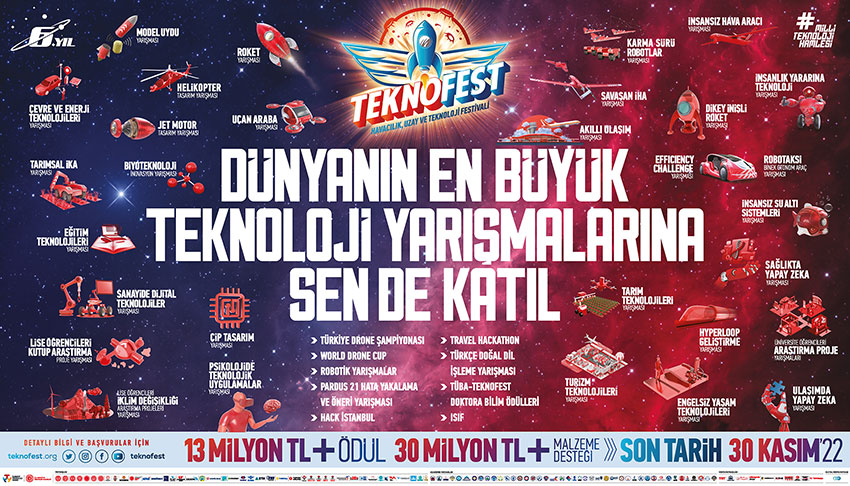 6.YIL
MODEL UYDU
YARIŞMASI
ROKET
YARIŞMASI
TEKNOFEST
HAVACILIK, UZAY VE TEKNOLOJİ FESTİVALİ
KARMA SÜRÜ
ROBOTLAR
YARIŞMASI
İNSANSIZ HAVA ARACI
YARIŞMASI
#MİLLİ
TEKNOLOJİ
HAMLESİ
HELİKOPTER
TASARIM YARIŞMASI
ÇEVRE VE ENERJİ
TEKNOLOJİLERİ
YARIŞMASI
JET MOTOR
TASARIM YARIŞMASI
UÇAN ARABA
YARIŞMASI
SAVAŞAN İHA
YARIŞMASI
AKILLI ULAŞIM
YARIŞMASI
İNSANLIK YARARINA
TEKNOLOJİ
YARIŞMASI
DİKEY İNİŞLİ
ROKET
YARIŞMASI
TARIMSAL İKA
YARIŞMASI
BİYOTEKNOLOJİ
İNOVASYON YARIŞMASI
EFFICIENCY
CHALLENGE
YARIŞMASI
ROBOTAKSİ
BİNEK OTONOM ARAÇ
YARIŞMASI
DÜNYANIN EN BÜYÜK
TEKNOLOJİ YARIŞMALARINA
SEN DE KATIL
EĞİTİM
TEKNOLOJİLERİ
YARIŞMASI
İNSANSIZ SU ALTI
SİSTEMLERİ
YARIŞMASI
SAĞLIKTA
YAPAY ZEKA
YARIŞMASI
SANAYİDE DİJİTAL
TEKNOLOJİLER
YARIŞMASI
ÇİP TASARIM
YARIŞMASI
TARIM
TEKNOLOJİLERİ
YARIŞMASI
HYPERLOOP
GELİŞTİRME
YARIŞMASI
LİSE ÖĞRENCİLERİ
KUTUP ARAŞTIRMA
PROJE YARIŞMASI
PSİKOLOJİDE
TEKNOLOJİK
UYGULAMALAR
YARIŞMASI
> TÜRKİYE DRONE ŞAMPİYONASI
> WORLD DRONE CUP
> ROBOTİK YARIŞMALAR
> PARDUS 21 HATA YAKALAMA
VE ÖNERİ YARIŞMASI
> HACK İSTANBUL
> TRAVEL HACKATHON
> TÜRKÇE DOĞAL DİL
İŞLEME YARIŞMASI
> TÜBA-TEKNOFEST
DOKTORA BİLİM ÖDÜLLERİ
> ISIF
ÜNİVERSİTE ÖĞRENCİLERİ
ARAŞTIRMA PROJE
YARIŞMALARI
LİSE ÖĞRENCİLERİ
İKLİM DEĞİŞİKLİĞİ
ARAŞTIRMA PROJELERİ
YARIŞMASI
TURİZM
TEKNOLOJİLERİ
YARIŞMASI
ENGELSİZ YAŞAM
TEKNOLOJİLERİ
YARIŞMASI
ULAŞIMDA
YAPAY ZEKA
YARIŞMASI
DETAYLI BİLGİ VE BAŞVURULAR İÇİN
teknofest.org teknofest
13 MİLYON TL+ ÖDÜL 30 MİLYON TL+ MALZEME DESTEĞİ >> SON TARİH 30 KASIM'22